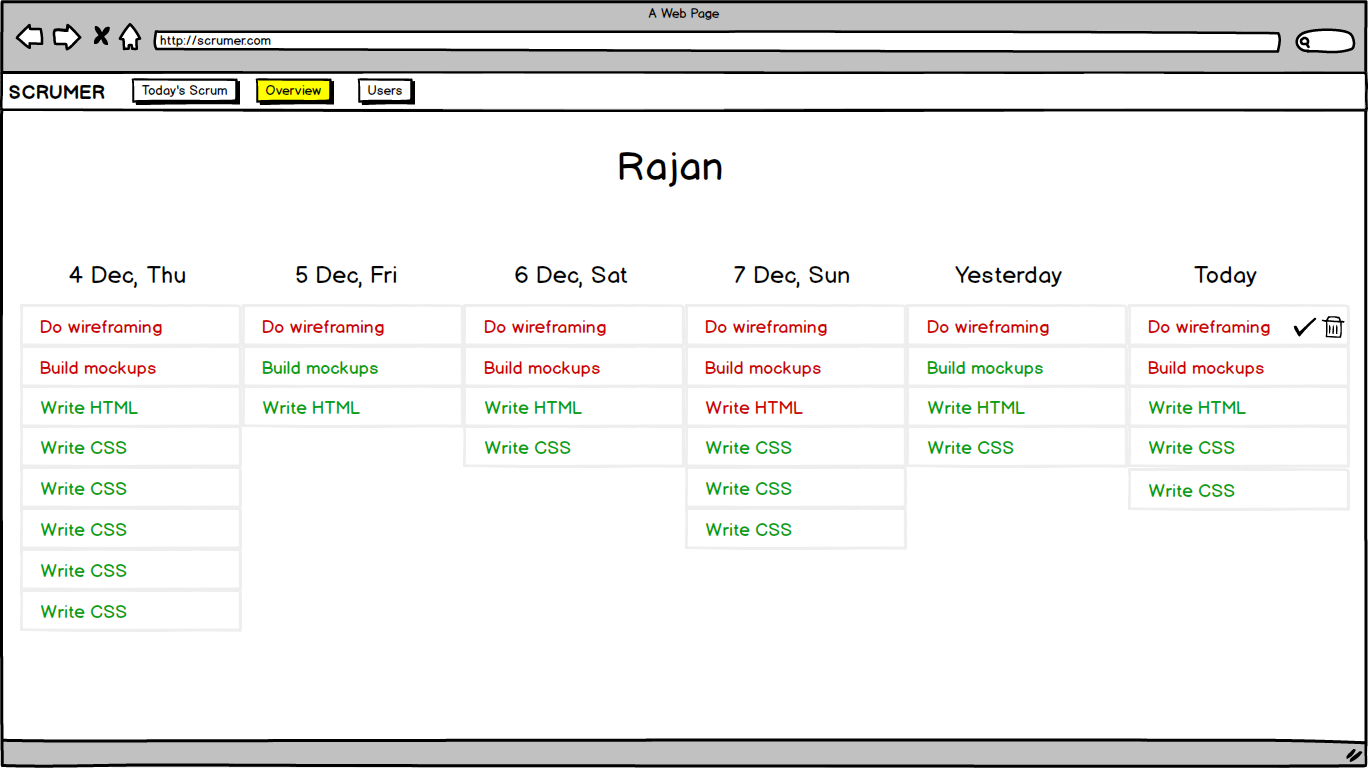 A Web Page
http://scrumer.com
SCRUMER Today's Scrum Overview Users
Rajan
4 Dec, Thu 5 Dec, Fri 6 Dec, Sat 7 Dec, Sun Yesterday Today
Do wireframing Do wireframing Do wireframing Do wireframing Do wireframing Do wireframing
Build mockups Build mockups Build mockups Build mockups Build mockups Build mockups
Write HTML Write HTML Write HTML Write HTML Write HTML Write HTML
Write CSS Write CSS Write CSS Write CSS Write CSS
Write CSS Write CSS Write CSS
Write CSS Write CSS
Write CSS
Write CSS